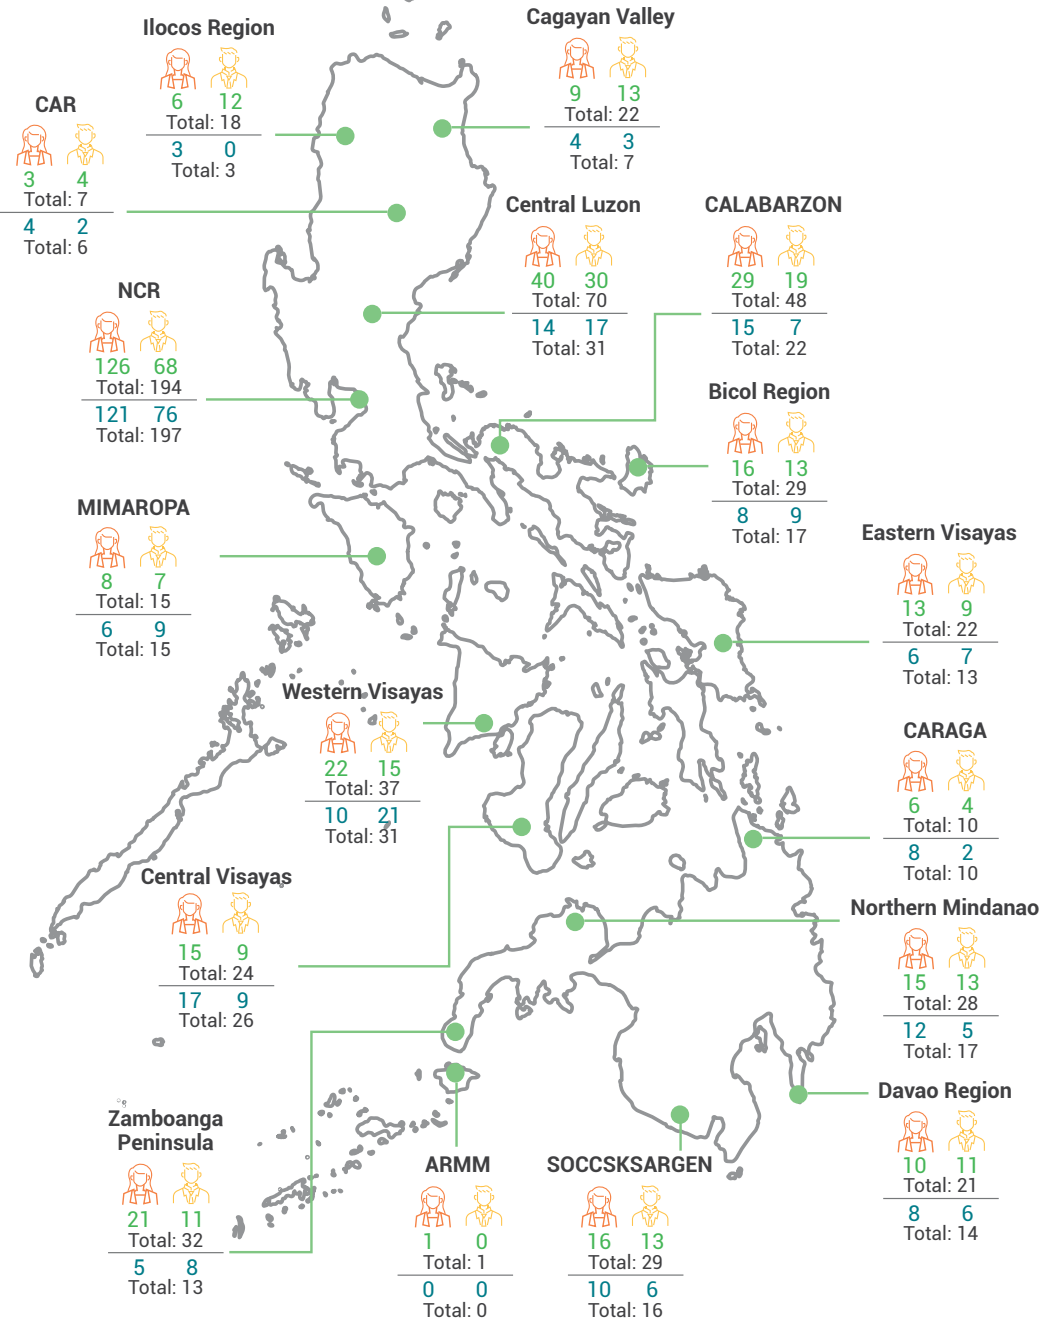 Ilocos Region
6 12
Total: 18
3 0
Total: 3
Cagayan Valley
9 13
Total: 22
4 3
Total: 7
CAR
3 4
Total: 7
4 2
Total: 6
Central Luzon
40 30
Total: 70
14 17
Total: 31
CALABARZON
29 19
Total: 48
15 7
Total: 22
NCR
126 68
Total: 194
121 76
Total: 197
Bicol Region
16 13
Total: 29
8 9
Total: 17
MIMAROPA
8 7
Total: 15
6 9
Total: 15
Eastern Visayas
13 9
Total: 22
6 7
Total: 13
Western Visayas
22 15
Total: 37
10 21
Total: 31
CARAGA
6 4
Total: 10
8 2
Total: 10
Central Visayas
15 9
Total: 24
17 9
Total: 26
Northern Mindanao
15 13
Total: 28
12 5
Total: 17
Davao Region
10 11
Total: 21
8 6
Total: 14
Zamboanga
Peninsula
21 11
Total: 32
5 8
Total: 13
ARMM
1 0
Total: 1
0 0
Total: 0
SOCCSKSARGEN
16 13
Total: 29
10 6
Total: 16